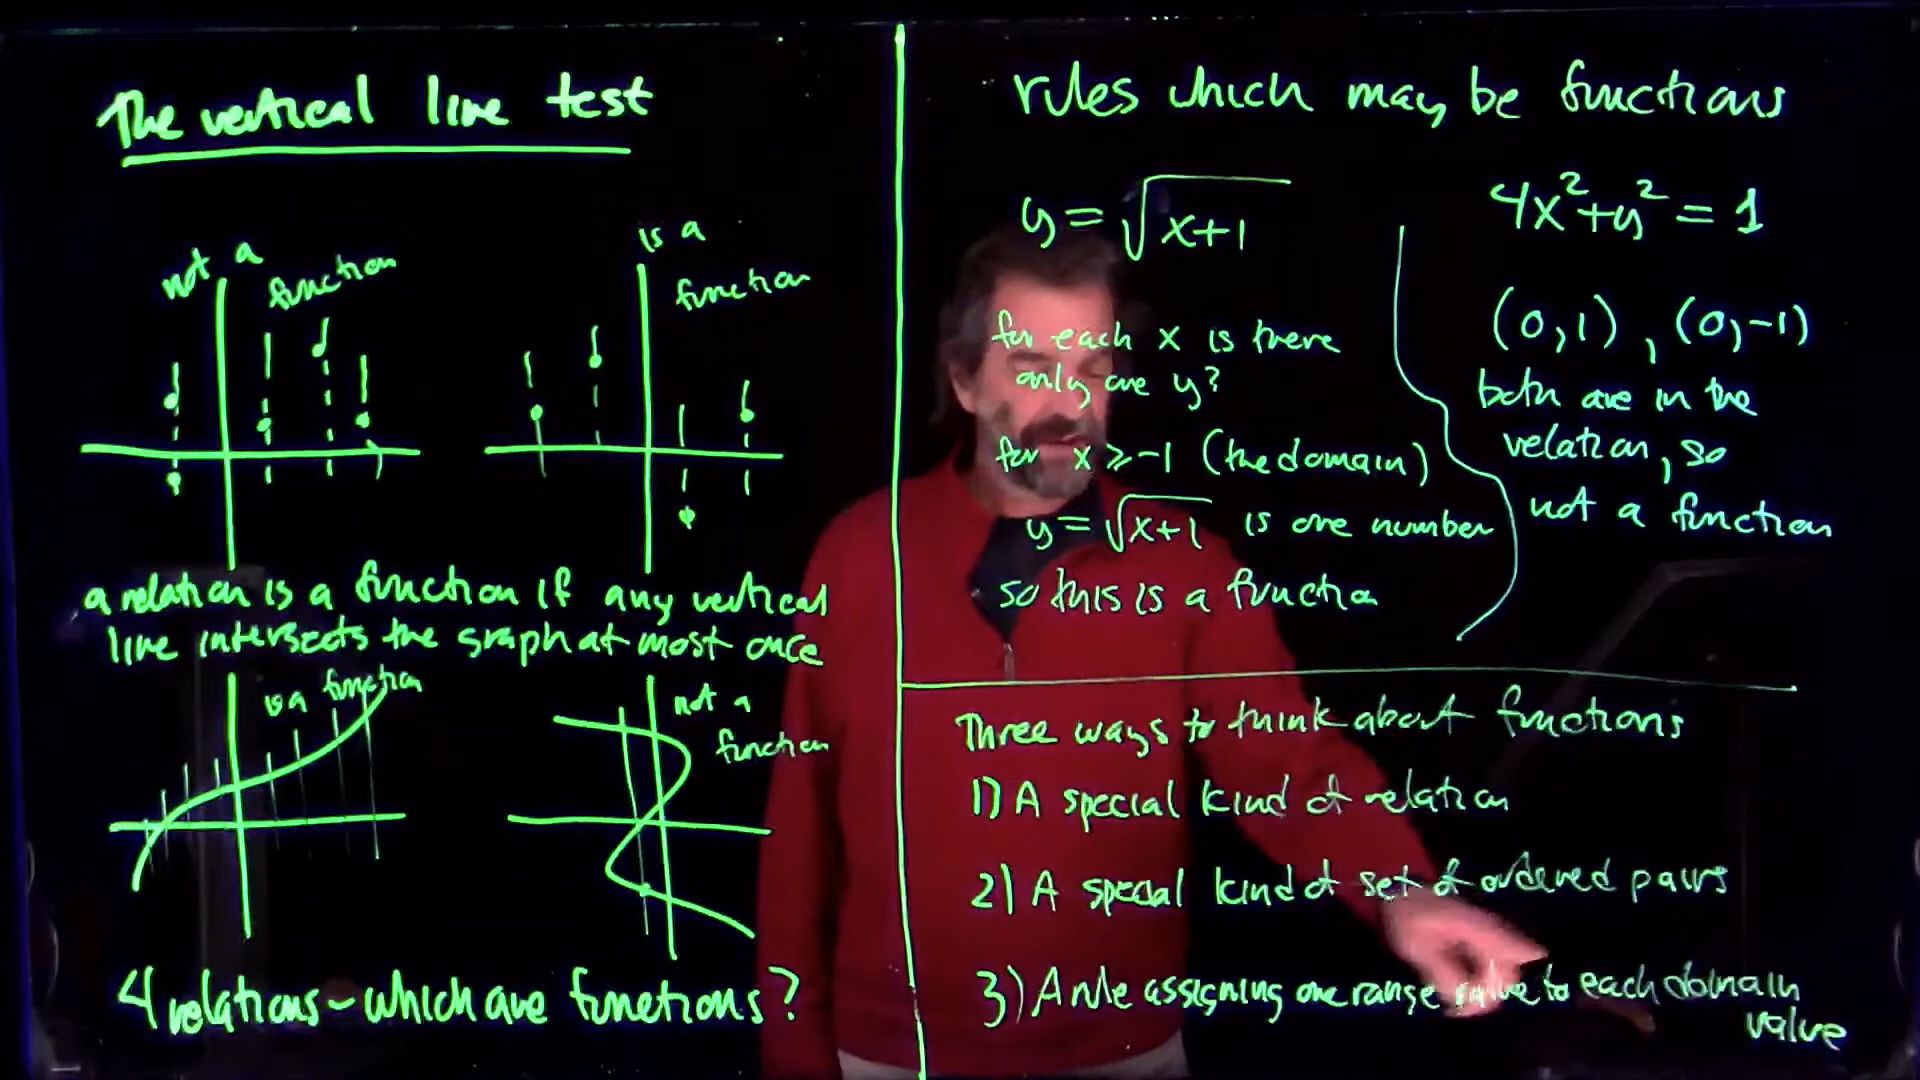 The vertical line test
not a
function
is a
function
a relation is a function if any vertical
line intersects the graph at most once
is a function
not a
function
4 relations - which are functions?
rules which may be functions
y = √x+1
for each x is there
only one y?
for x ≥ -1 (the domain)
y = √x+1 is one number
so this is a function
4x²+y² = 1
(0,1), (0,-1)
both are in the
relation, so
not a function
Three ways to think about functions
1) A special kind of relation
2) A special kind of set of ordered pairs
3) A rule assigning one range value to each domain
value